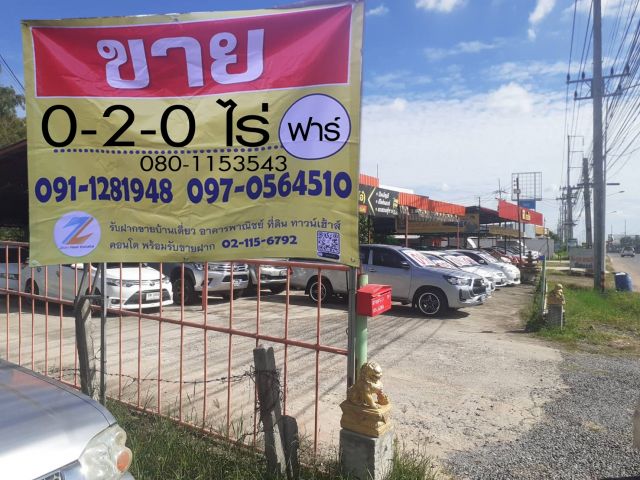 ขาย
0-2-0 ไร่
ฟาร์
080-1153543
091-1281948 097-0564510
รับฝากขายบ้านเดี่ยว อาคารพาณิชย์ ที่ดิน ทาวน์เฮ้าส์
คอนโด พร้อมรับขายฝาก 02-115-6792